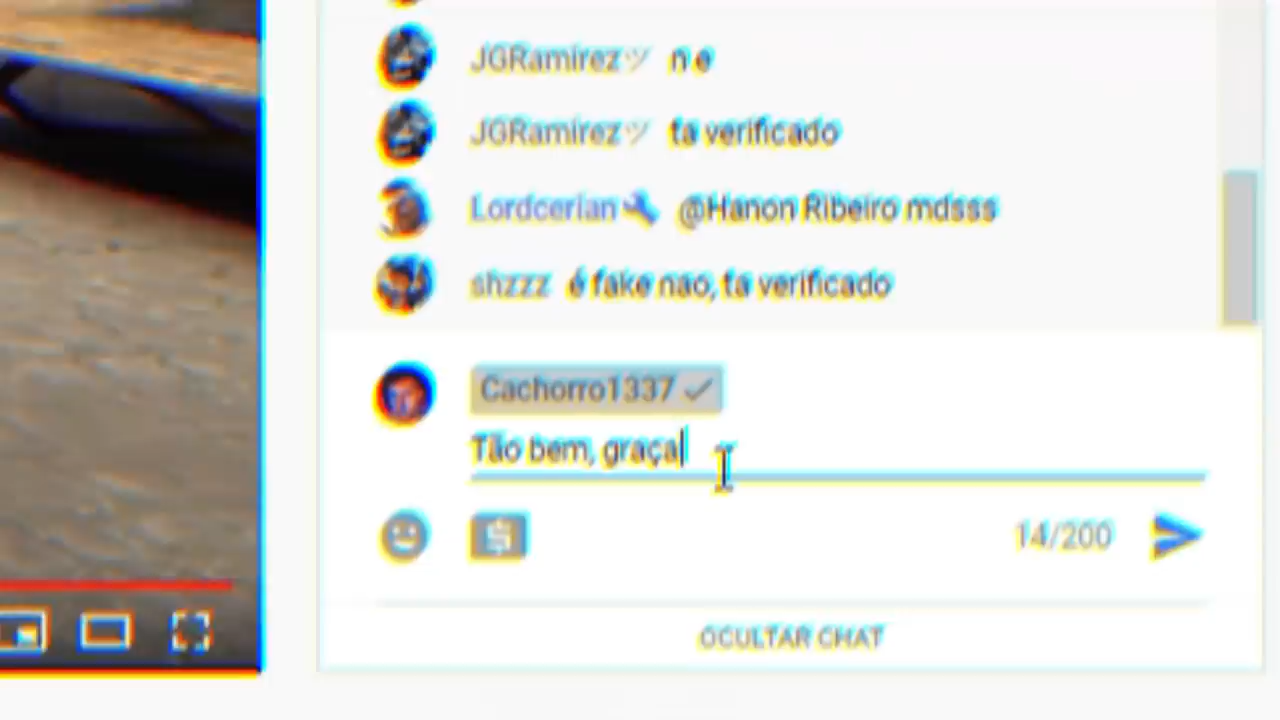 JGRamirezツ n e
JGRamirezツ ta verificado
Lordcerian @Hanon Ribeiro mdsss
shzzz é fake nao, ta verificado
Cachorro1337 ✓
Tão bem, graça
14/200
OCULTAR CHAT